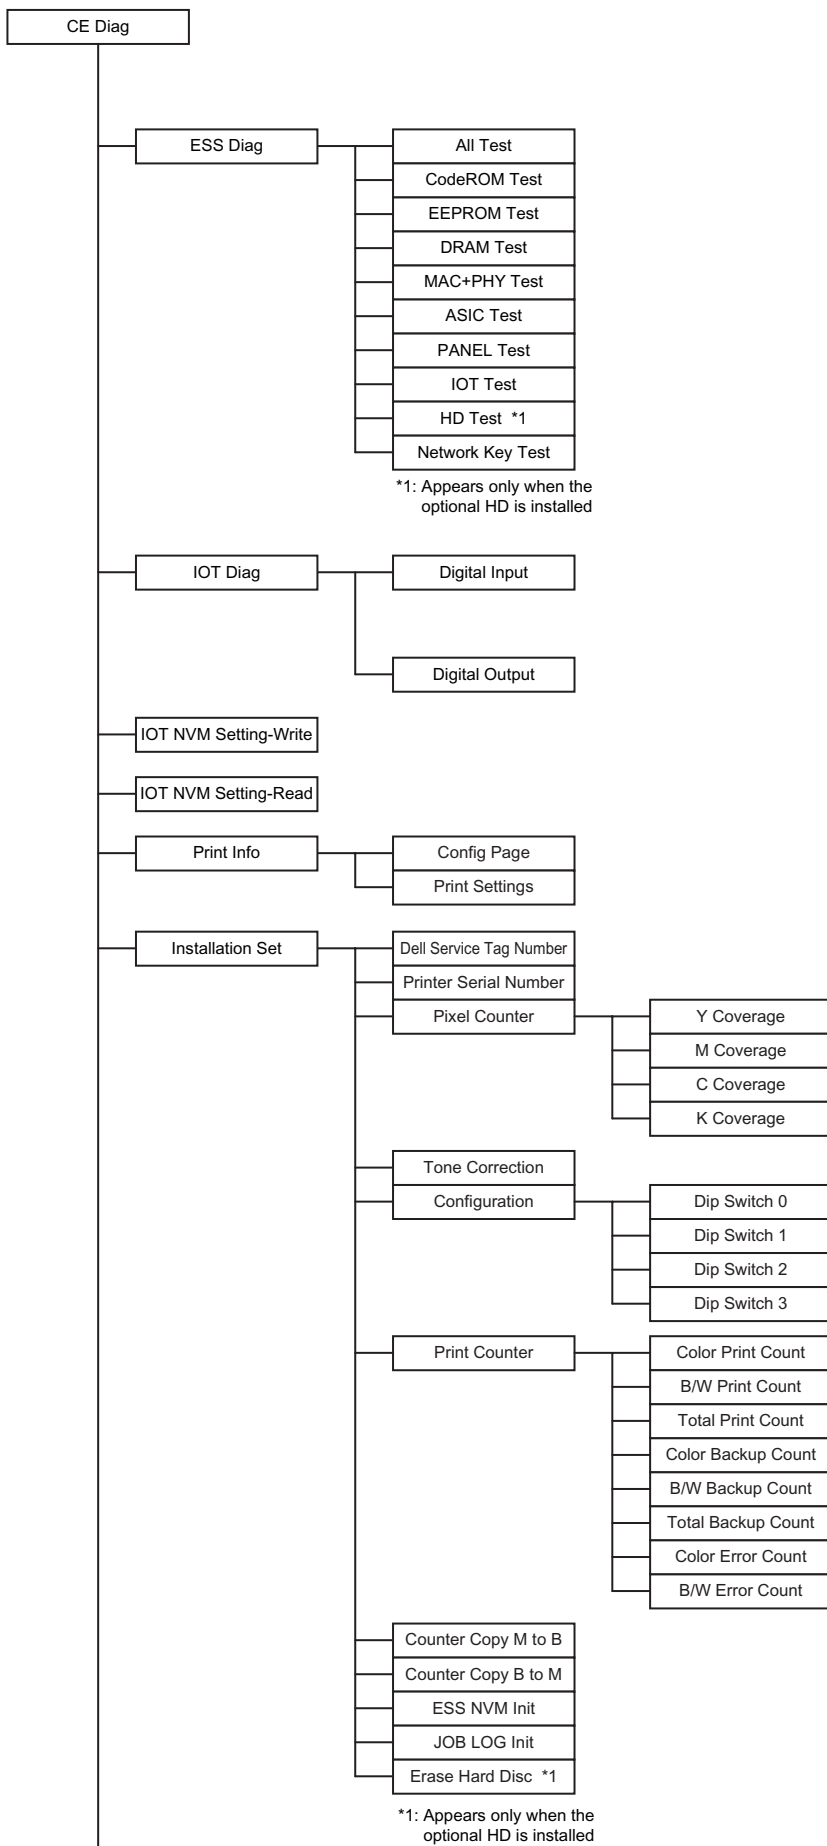 CE Diag
ESS Diag
All Test
CodeROM Test
EEPROM Test
DRAM Test
MAC+PHY Test
ASIC Test
PANEL Test
IOT Test
HD Test *1
Network Key Test
*1: Appears only when the
optional HD is installed
IOT Diag
Digital Input
Digital Output
IOT NVM Setting-Write
IOT NVM Setting-Read
Print Info
Config Page
Print Settings
Installation Set
Dell Service Tag Number
Printer Serial Number
Pixel Counter
Y Coverage
M Coverage
C Coverage
K Coverage
Tone Correction
Configuration
Dip Switch 0
Dip Switch 1
Dip Switch 2
Dip Switch 3
Print Counter
Color Print Count
B/W Print Count
Total Print Count
Color Backup Count
B/W Backup Count
Total Backup Count
Color Error Count
B/W Error Count
Counter Copy M to B
Counter Copy B to M
ESS NVM Init
JOB LOG Init
Erase Hard Disc *1
*1: Appears only when the
optional HD is installed